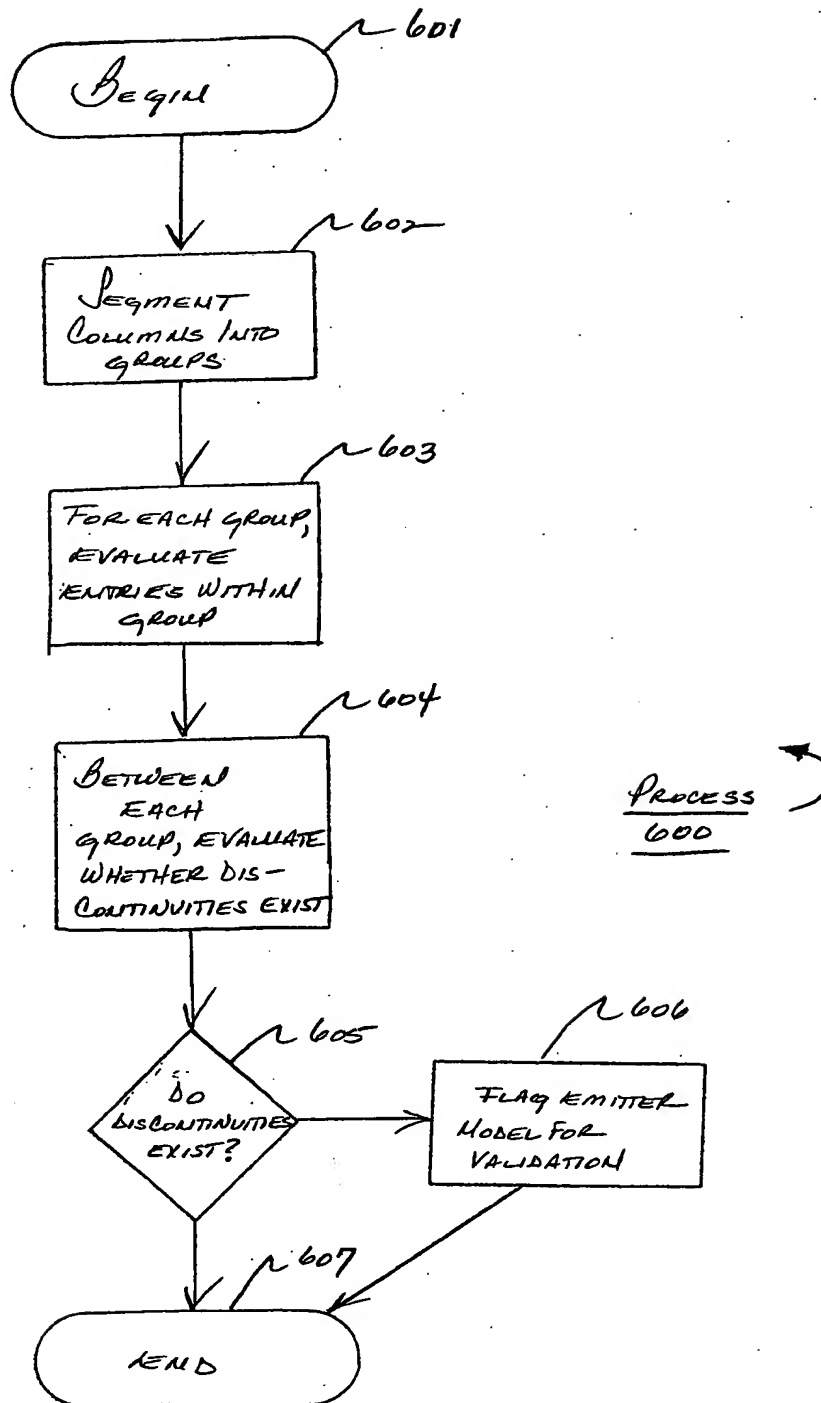 601
BEGIN
602
SEGMENT
COLUMNS INTO
GROUPS
603
FOR EACH GROUP,
EVALUATE
ENTRIES WITHIN
GROUP
604
BETWEEN
EACH
GROUP, EVALUATE
WHETHER DIS-
CONTINUITIES EXIST
PROCESS
600
605
DO
DISCONTINUITIES
EXIST?
606
FLAG EMITTER
MODEL FOR
VALIDATION
607
END